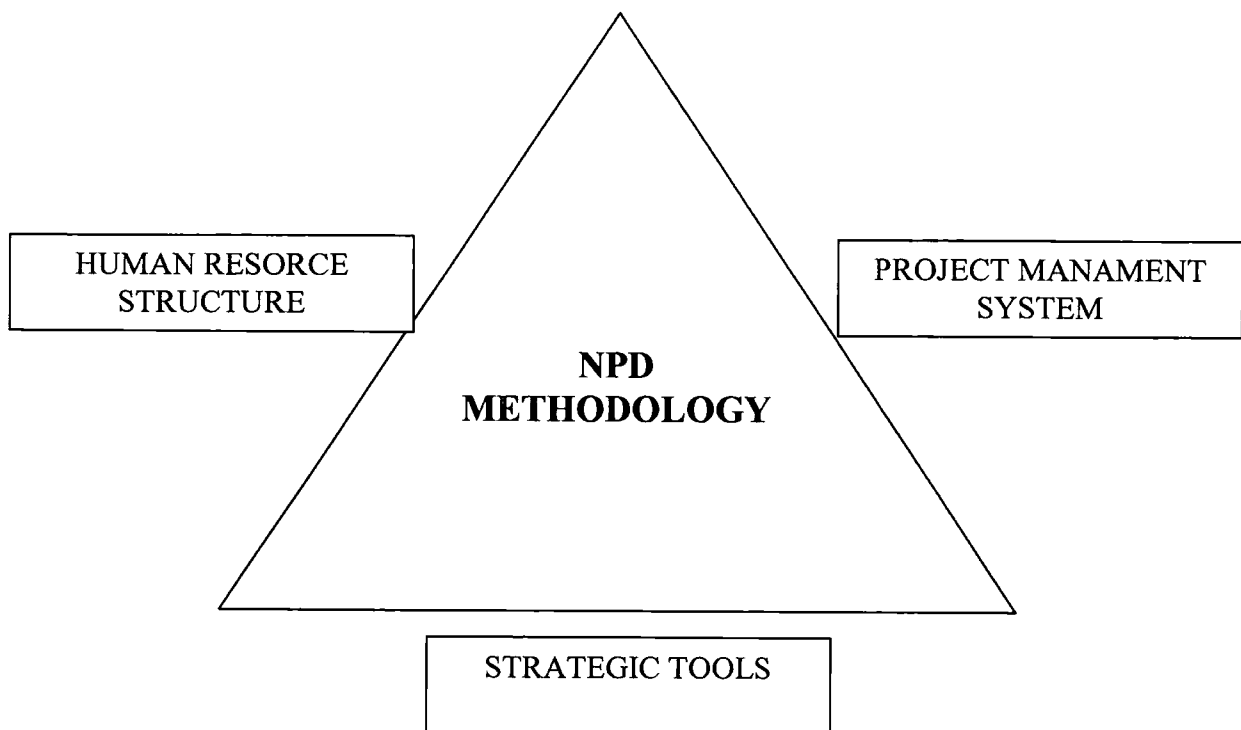 HUMAN RESORCE
STRUCTURE
PROJECT MANAMENT
SYSTEM
NPD
METHODOLOGY
STRATEGIC TOOLS